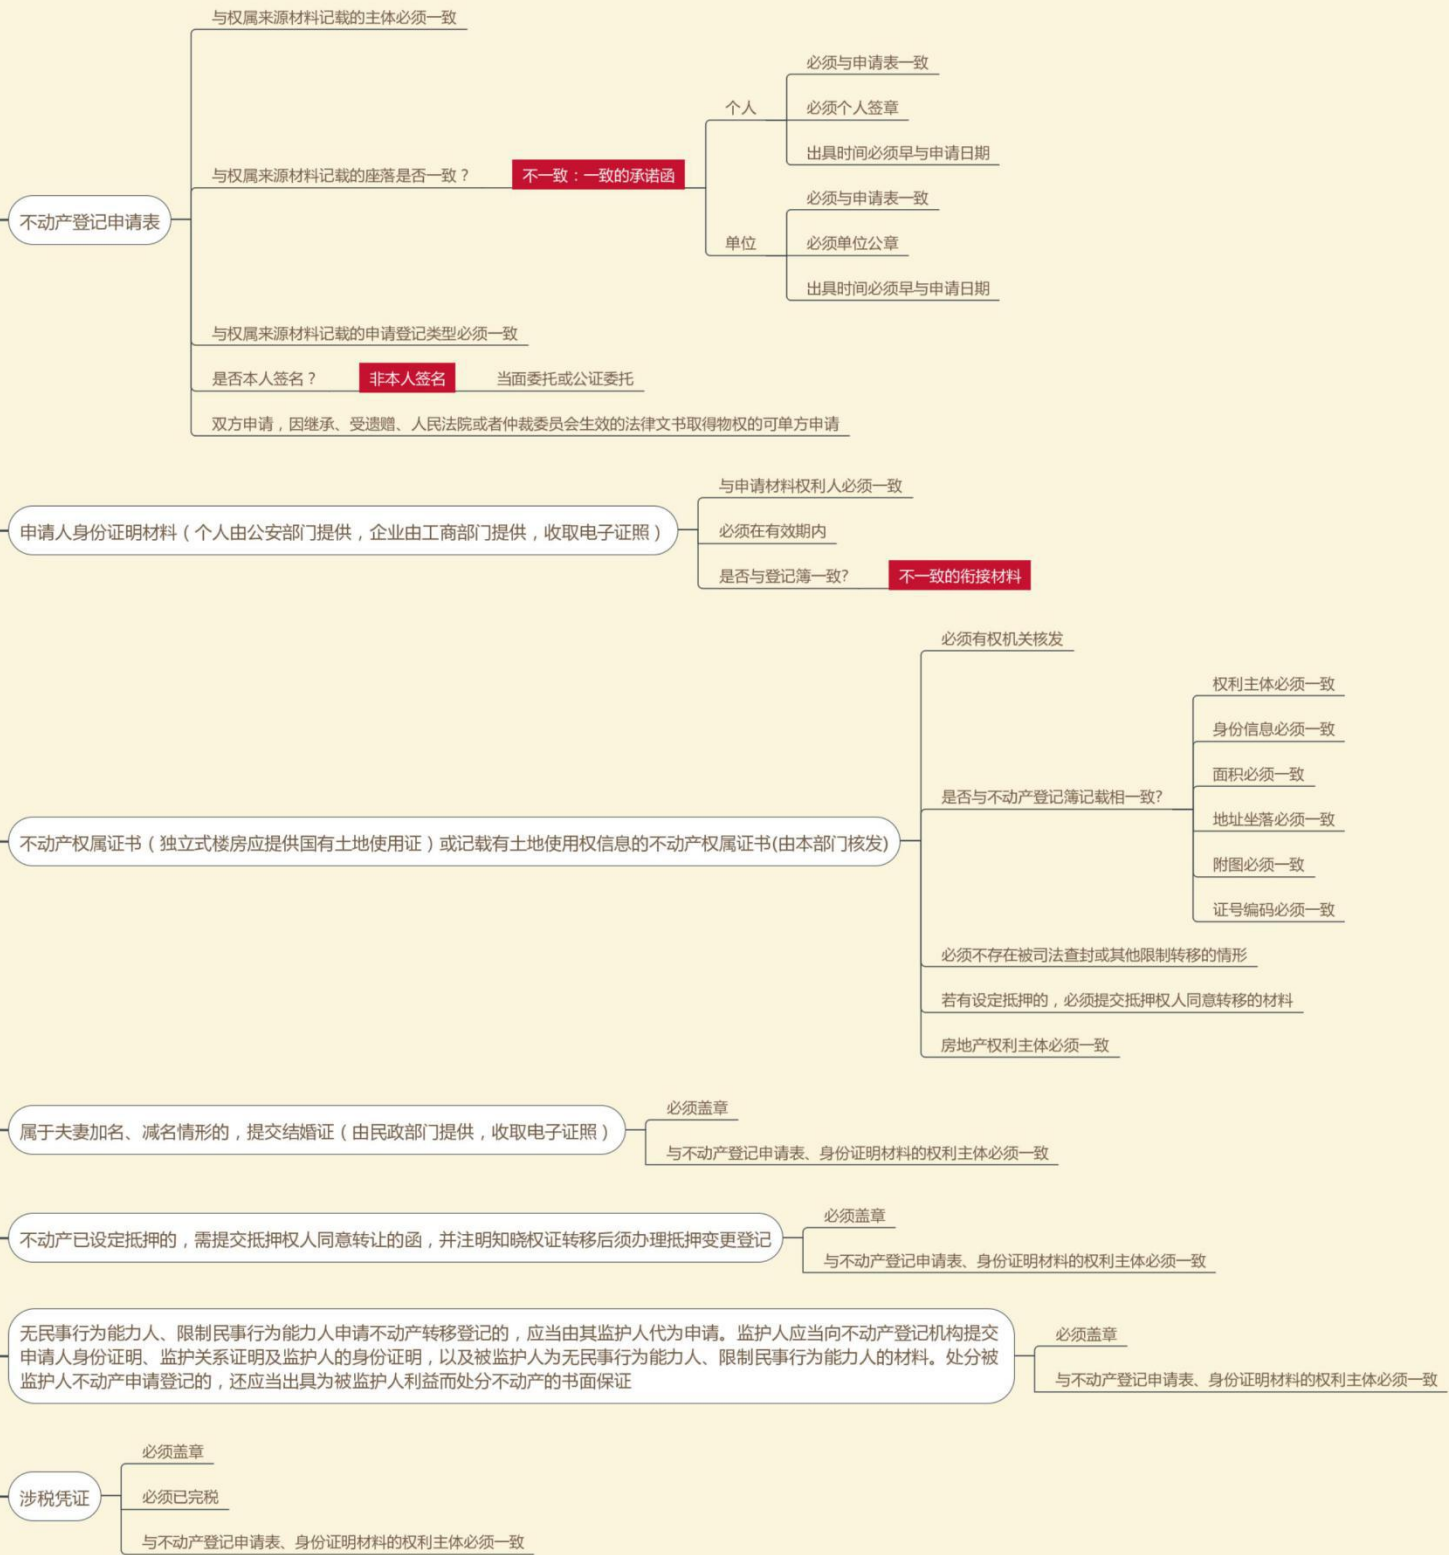 不动产登记申请表
与权属来源材料记载的主体必须一致
与权属来源材料记载的座落是否一致？
不一致：一致的承诺函
个人
必须与申请表一致
必须个人签章
出具时间必须早与申请日期
单位
必须与申请表一致
必须单位公章
出具时间必须早与申请日期
与权属来源材料记载的申请登记类型必须一致
是否本人签名？
非本人签名
当面委托或公证委托
双方申请，因继承、受遗赠、人民法院或者仲裁委员会生效的法律文书取得物权的可单方申请
申请人身份证明材料（个人由公安部门提供，企业由工商部门提供，收取电子证照）
与申请材料权利人必须一致
必须在有效期内
是否与登记簿一致?
不一致的衔接材料
不动产权属证书（独立式楼房应提供国有土地使用证）或记载有土地使用权信息的不动产权属证书(由本部门核发)
必须有权机关核发
是否与不动产登记簿记载相一致?
权利主体必须一致
身份信息必须一致
面积必须一致
地址坐落必须一致
附图必须一致
证号编码必须一致
必须不存在被司法查封或其他限制转移的情形
若有设定抵押的，必须提交抵押权人同意转移的材料
房地产权利主体必须一致
属于夫妻加名、减名情形的，提交结婚证（由民政部门提供，收取电子证照）
必须盖章
与不动产登记申请表、身份证明材料的权利主体必须一致
不动产已设定抵押的，需提交抵押权人同意转让的函，并注明知晓权证转移后须办理抵押变更登记
必须盖章
与不动产登记申请表、身份证明材料的权利主体必须一致
无民事行为能力人、限制民事行为能力人申请不动产转移登记的，应当由其监护人代为申请。监护人应当向不动产登记机构提交
申请人身份证明、监护关系证明及监护人的身份证明，以及被监护人为无民事行为能力人、限制民事行为能力人的材料。处分被
监护人不动产申请登记的，还应当出具为被监护人利益而处分不动产的书面保证
必须盖章
与不动产登记申请表、身份证明材料的权利主体必须一致
涉税凭证
必须盖章
必须已完税
与不动产登记申请表、身份证明材料的权利主体必须一致